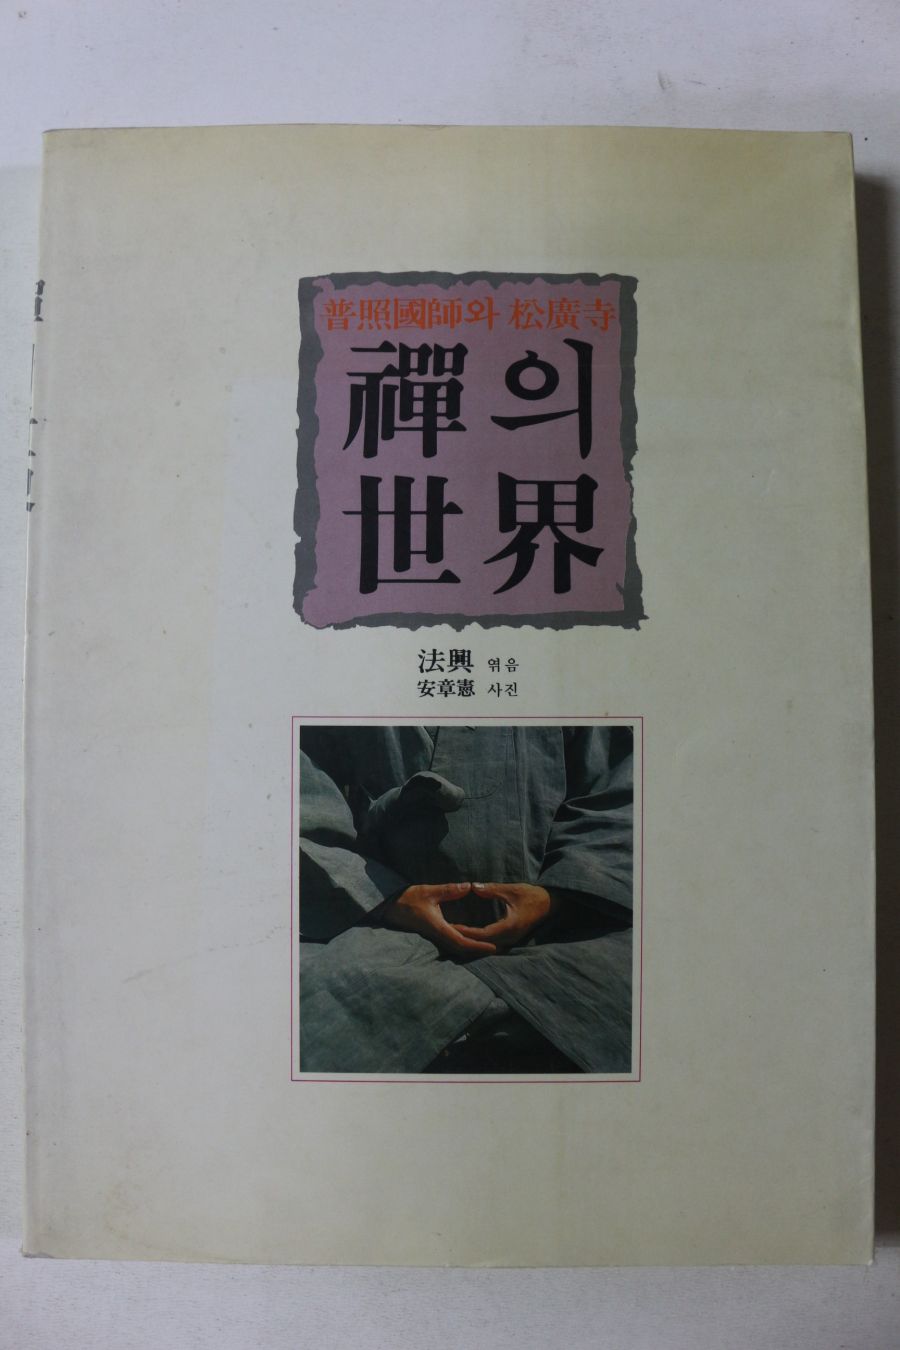 普照國師와 松廣寺
禪의
世界
法興 엮음
安章憲 사진